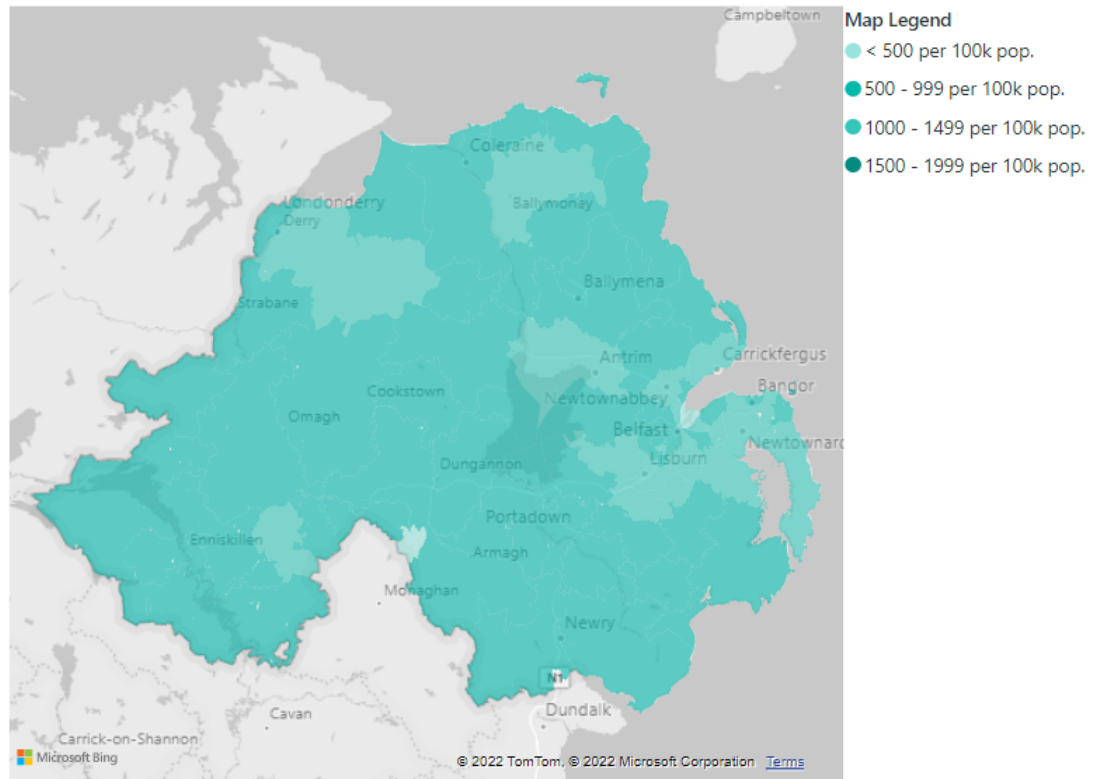 Campbeltown
Map Legend
< 500 per 100k pop.
500 - 999 per 100k pop.
1000 - 1499 per 100k pop.
1500 - 1999 per 100k pop.
Coleraine
Londonderry
Derry
Ballymoney
Ballymena
Strabane
Antrim
Carrickfergus
Cookstown
Bangor
Newtownabbey
Omagh
Belfast
Newtownard
Dungannon
Lisburn
Portadown
Enniskillen
Armagh
Monaghan
Newry
N1
Cavan
Dundalk
Carrick-on-Shannon
Microsoft Bing
© 2022 TomTom, © 2022 Microsoft Corporation Terms